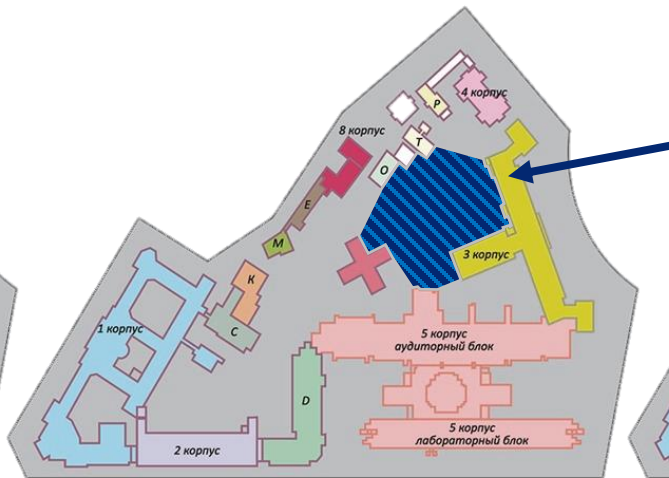 4 корпус
Р
8 корпус
Т
О
Е
М
3 корпус
К
1 корпус
С
5 корпус
аудиторный блок
D
5 корпус
лабораторный блок
2 корпус